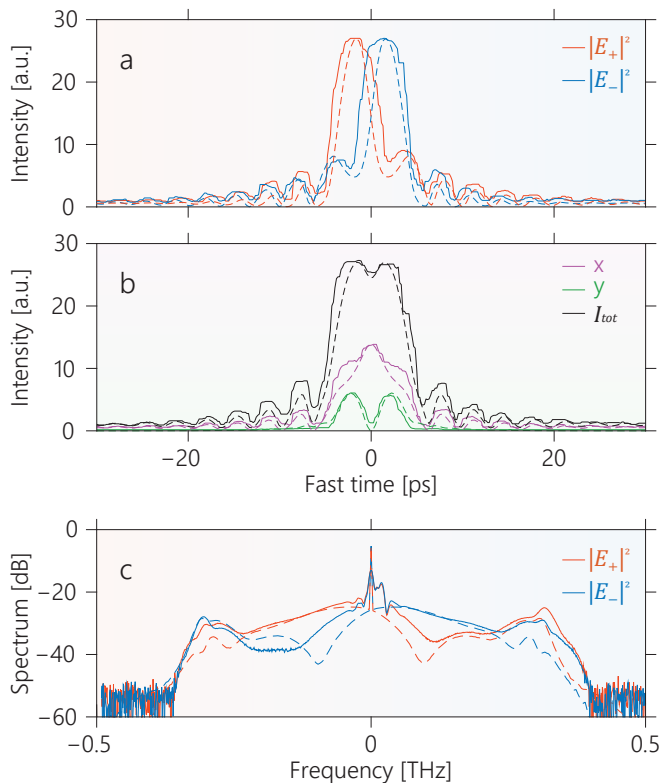 30
a
|E₊|²
|E₋|²
20
10
0
Intensity [a.u.]
30
b
x
y
Itot
20
10
0
Intensity [a.u.]
−20
0
20
Fast time [ps]
0
c
|E₊|²
|E₋|²
−20
−40
−60
Spectrum [dB]
−0.5
0
0.5
Frequency [THz]